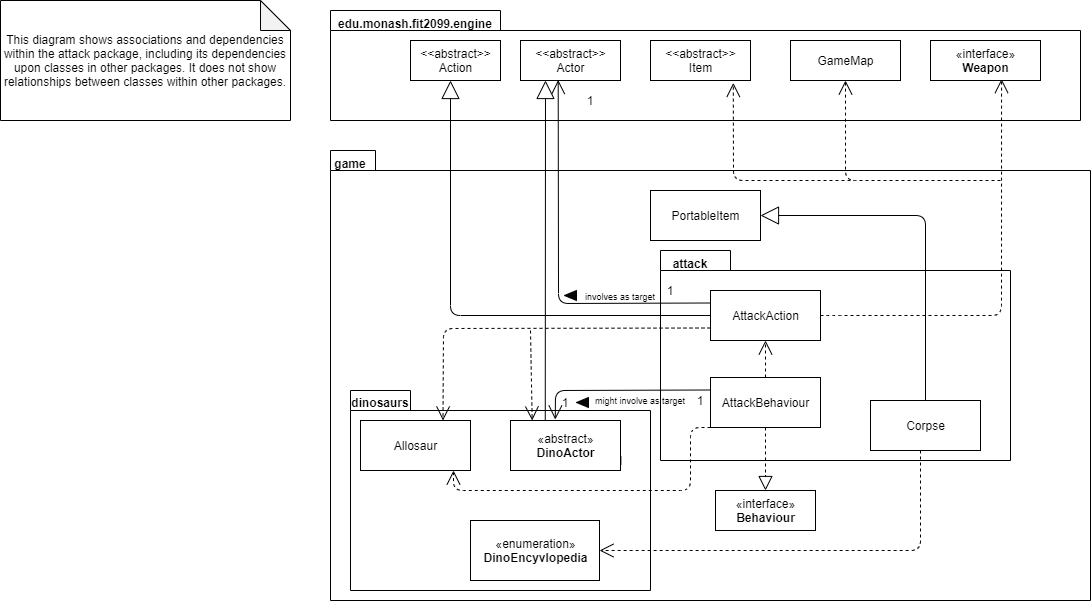 This diagram shows associations and dependencies
within the attack package, including its dependencies
upon classes in other packages. It does not show
relationships between classes within other packages.
edu.monash.fit2099.engine
<<abstract>>
Action
<<abstract>>
Actor
<<abstract>>
Item
GameMap
«interface»
Weapon
1
game
PortableItem
attack
involves as target
1
AttackAction
dinosaurs
1
might involve as target
1
AttackBehaviour
Corpse
Allosaur
«abstract»
DinoActor
«interface»
Behaviour
«enumeration»
DinoEncyvlopedia